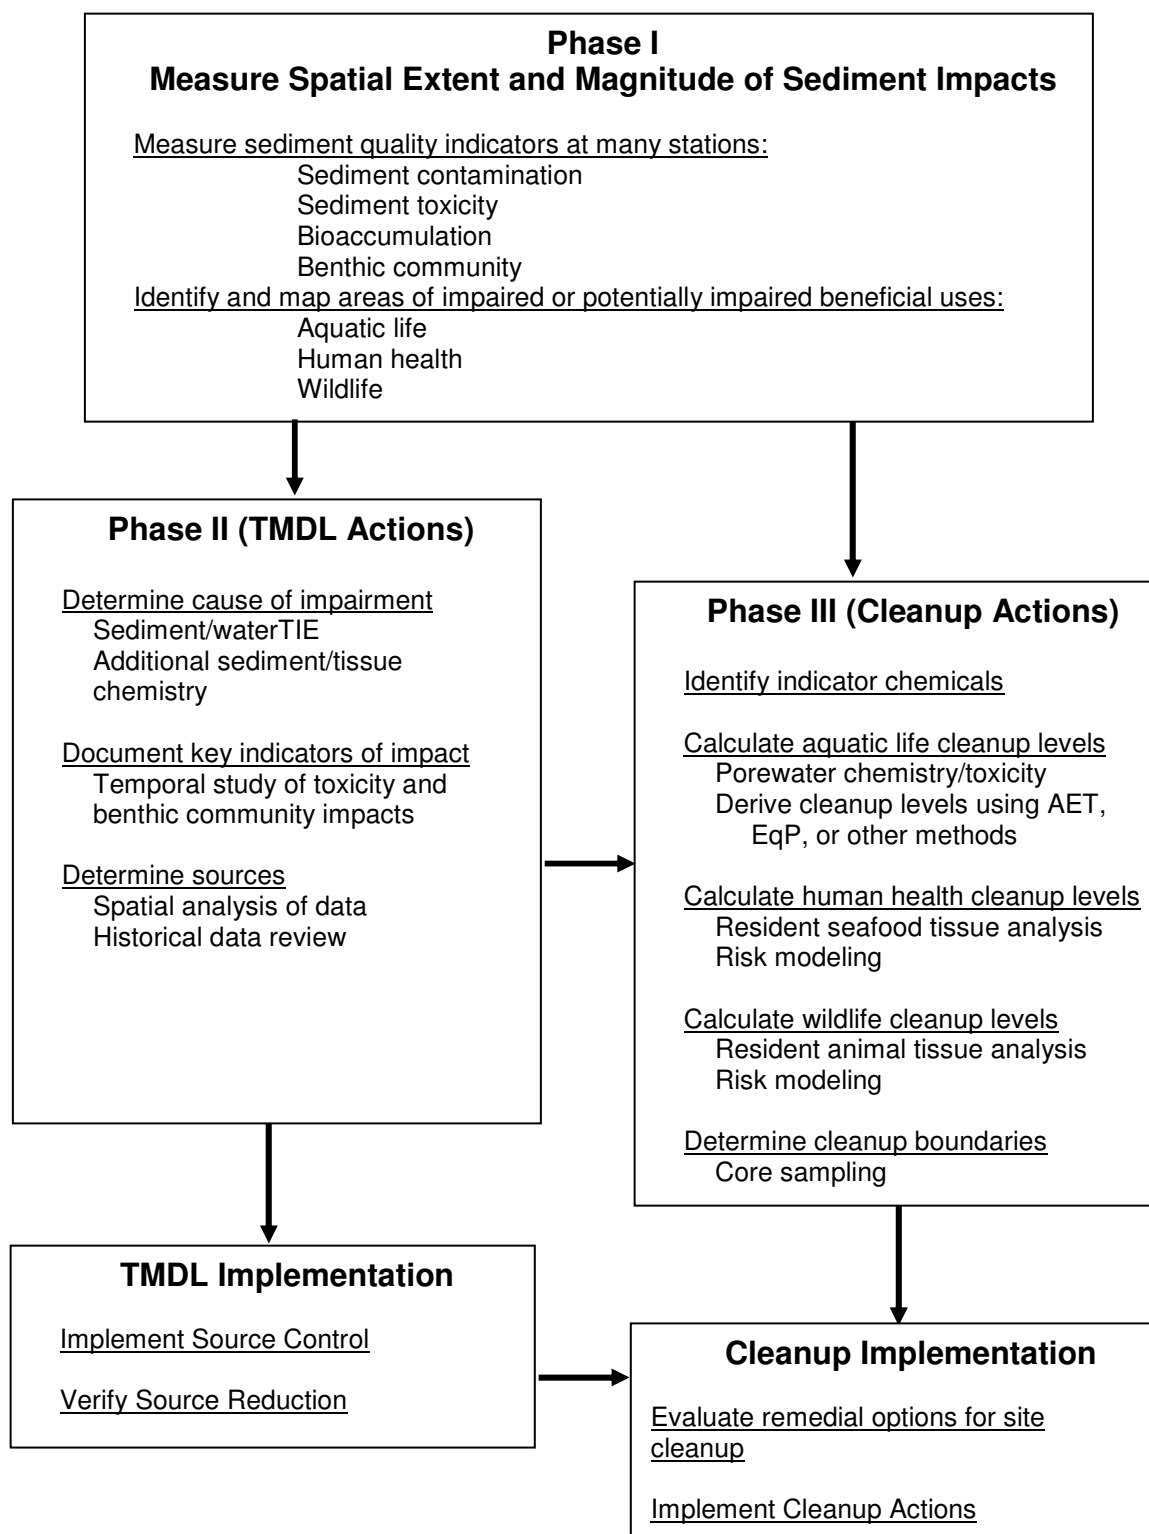 Phase I
Measure Spatial Extent and Magnitude of Sediment Impacts
Measure sediment quality indicators at many stations:
Sediment contamination
Sediment toxicity
Bioaccumulation
Benthic community
Identify and map areas of impaired or potentially impaired beneficial uses:
Aquatic life
Human health
Wildlife
Phase II (TMDL Actions)
Determine cause of impairment
Sediment/waterTIE
Additional sediment/tissue
chemistry
Document key indicators of impact
Temporal study of toxicity and
benthic community impacts
Determine sources
Spatial analysis of data
Historical data review
Phase III (Cleanup Actions)
Identify indicator chemicals
Calculate aquatic life cleanup levels
Porewater chemistry/toxicity
Derive cleanup levels using AET,
EqP, or other methods
Calculate human health cleanup levels
Resident seafood tissue analysis
Risk modeling
Calculate wildlife cleanup levels
Resident animal tissue analysis
Risk modeling
Determine cleanup boundaries
Core sampling
TMDL Implementation
Implement Source Control
Verify Source Reduction
Cleanup Implementation
Evaluate remedial options for site
cleanup
Implement Cleanup Actions